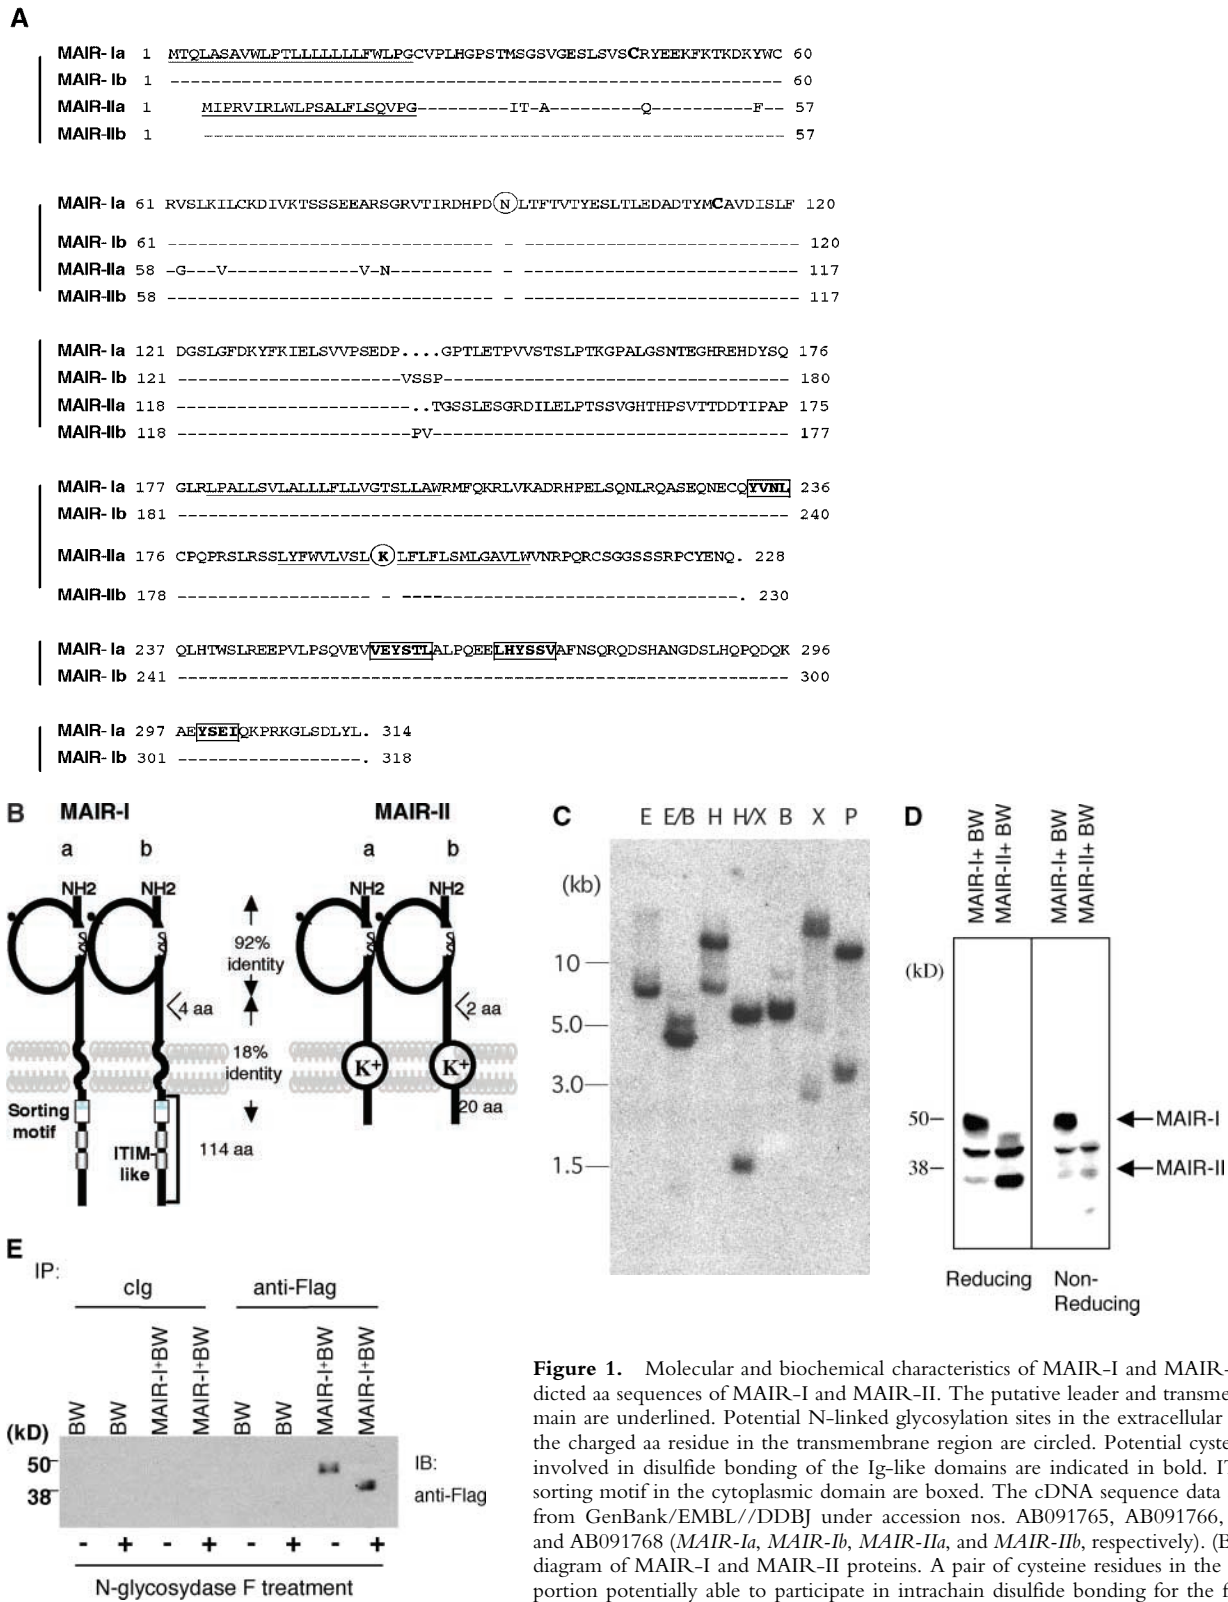 A
MAIR- Ia 1 MTQLASAVWLPTLLLLLLLFWLPGCVPLHGPSTMSGSVGESLSVSCRYEEKFKTKDKYWC 60
MAIR- Ib 1 ------------------------------------------------------------ 60
MAIR-IIa 1 MIPRVIRLWLPSALFLSQVPG---------IT-A---------Q----------F-- 57
MAIR-IIb 1 --------------------------------------------------------- 57
MAIR- Ia 61 RVSLKILCKDIVKTSSSEEARSGRVTIRDHPDNLTFTVTYESLTLEDADTYMCAVDISLF 120
MAIR- Ib 61 ------------------------------- - -------------------------- 120
MAIR-IIa 58 -G---V-------------V-N---------- - -------------------------- 117
MAIR-IIb 58 ------------------------------- - -------------------------- 117
MAIR- Ia 121 DGSLGFDKYFKIELSVVPSEDP....GPTLETPVVSTSLPTKGPALGSNTEGHREHDYSQ 176
MAIR- Ib 121 ----------------------VSSP---------------------------------- 180
MAIR-IIa 118 -----------------------..TGSSLESGRDILELPTSSVGHTHPSVTTDDTIPAP 175
MAIR-IIb 118 -----------------------PV----------------------------------- 177
MAIR- Ia 177 GLRLPALLSVLALLLFLLVGTSLLAWRMFQKRLVKADRHPELSQNLRQASEQNECQYVNL 236
MAIR- Ib 181 ------------------------------------------------------------ 240
MAIR-IIa 176 CPQPRSLRSSLYFWVLVSLKLFLFLSMLGAVLWVNRPQRCSGGSSSRPCYENQ. 228
MAIR-IIb 178 ------------------- - ---------------------------------. 230
MAIR- Ia 237 QLHTWSLREEPVLPSQVEVVEYSTLALPQEELHYSSVAFNSQRQDSHANGDSLHQPQDQK 296
MAIR- Ib 241 ------------------------------------------------------------ 300
MAIR- Ia 297 AEYSEIQKPRKGLSDLYL. 314
MAIR- Ib 301 ------------------. 318
B MAIR-I MAIR-II
a b a b
NH2 NH2 NH2 NH2
S S S S
92%
identity
4 aa 2 aa
18%
identity
K+ K+
Sorting
motif
ITIM-
like
114 aa
20 aa
C E E/B H H/X B X P
(kb)
10
5.0
3.0
1.5
D MAIR-I+ BW MAIR-II+ BW MAIR-I+ BW MAIR-II+ BW
(kD)
50 MAIR-I
38 MAIR-II
Reducing Non-
Reducing
E
IP:
cIg anti-Flag
BW BW MAIR-I+BW MAIR-I+BW BW BW MAIR-I+BW MAIR-I+BW
(kD)
50 IB:
38 anti-Flag
- + - + - + - +
N-glycosydase F treatment
Figure 1. Molecular and biochemical characteristics of MAIR-I and MAIR-
dicted aa sequences of MAIR-I and MAIR-II. The putative leader and transme
main are underlined. Potential N-linked glycosylation sites in the extracellular
the charged aa residue in the transmembrane region are circled. Potential cyste
involved in disulfide bonding of the Ig-like domains are indicated in bold. IT
sorting motif in the cytoplasmic domain are boxed. The cDNA sequence data
from GenBank/EMBL//DDBJ under accession nos. AB091765, AB091766,
and AB091768 (MAIR-Ia, MAIR-Ib, MAIR-IIa, and MAIR-IIb, respectively). (B
diagram of MAIR-I and MAIR-II proteins. A pair of cysteine residues in the
portion potentially able to participate in intrachain disulfide bonding for the f